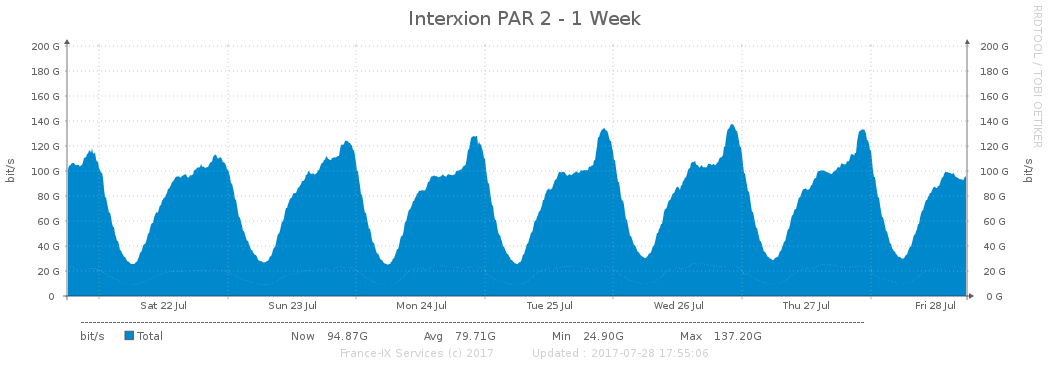 Interxion PAR 2 - 1 Week
RRDTOOL / TOBI OETIKER
bit/s
200 G
180 G
160 G
140 G
120 G
100 G
80 G
60 G
40 G
20 G
0
200 G
180 G
160 G
140 G
120 G
100 G
80 G
60 G
40 G
20 G
0 G
bit/s
Sat 22 Jul Sun 23 Jul Mon 24 Jul Tue 25 Jul Wed 26 Jul Thu 27 Jul Fri 28 Jul
bit/s Total Now 94.87G Avg 79.71G Min 24.90G Max 137.20G
France-IX Services (c) 2017 Updated : 2017-07-28 17:55:06